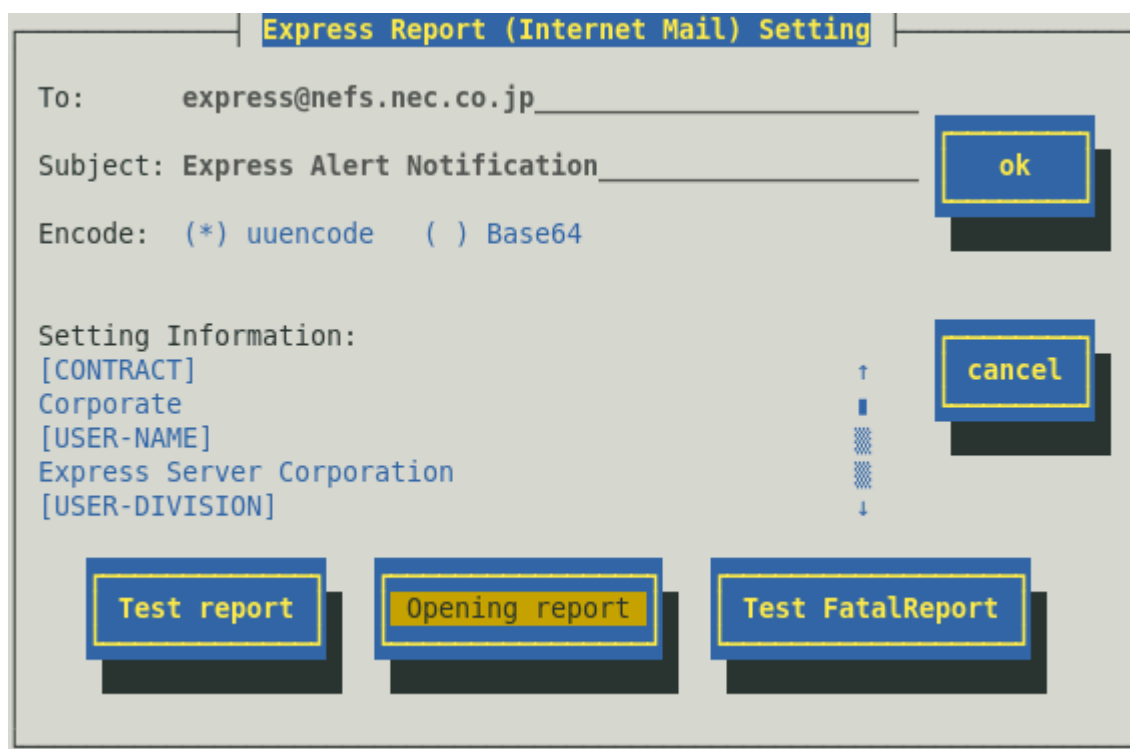 Express Report (Internet Mail) Setting
To: express@nefs.nec.co.jp
ok
Subject: Express Alert Notification
Encode: (*) uuencode ( ) Base64
Setting Information:
[CONTRACT]
cancel
Corporate
[USER-NAME]
Express Server Corporation
[USER-DIVISION]
Test report Opening report Test FatalReport